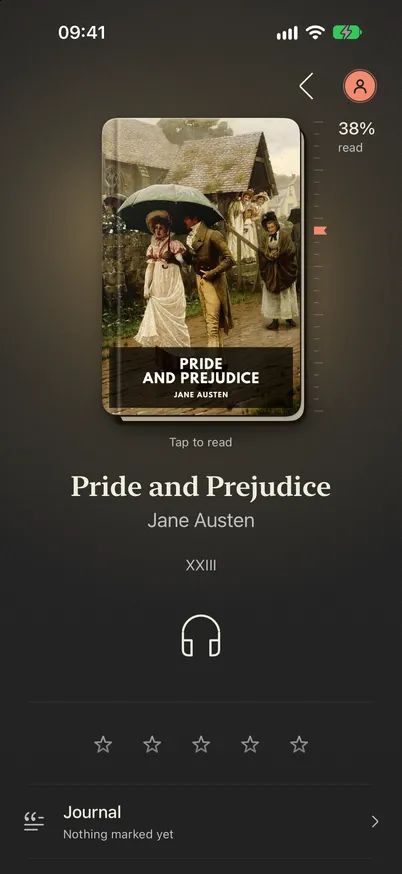 09:41
38%
read
PRIDE
AND PREJUDICE
JANE AUSTEN
Tap to read
Pride and Prejudice
Jane Austen
XXIII
Journal
Nothing marked yet